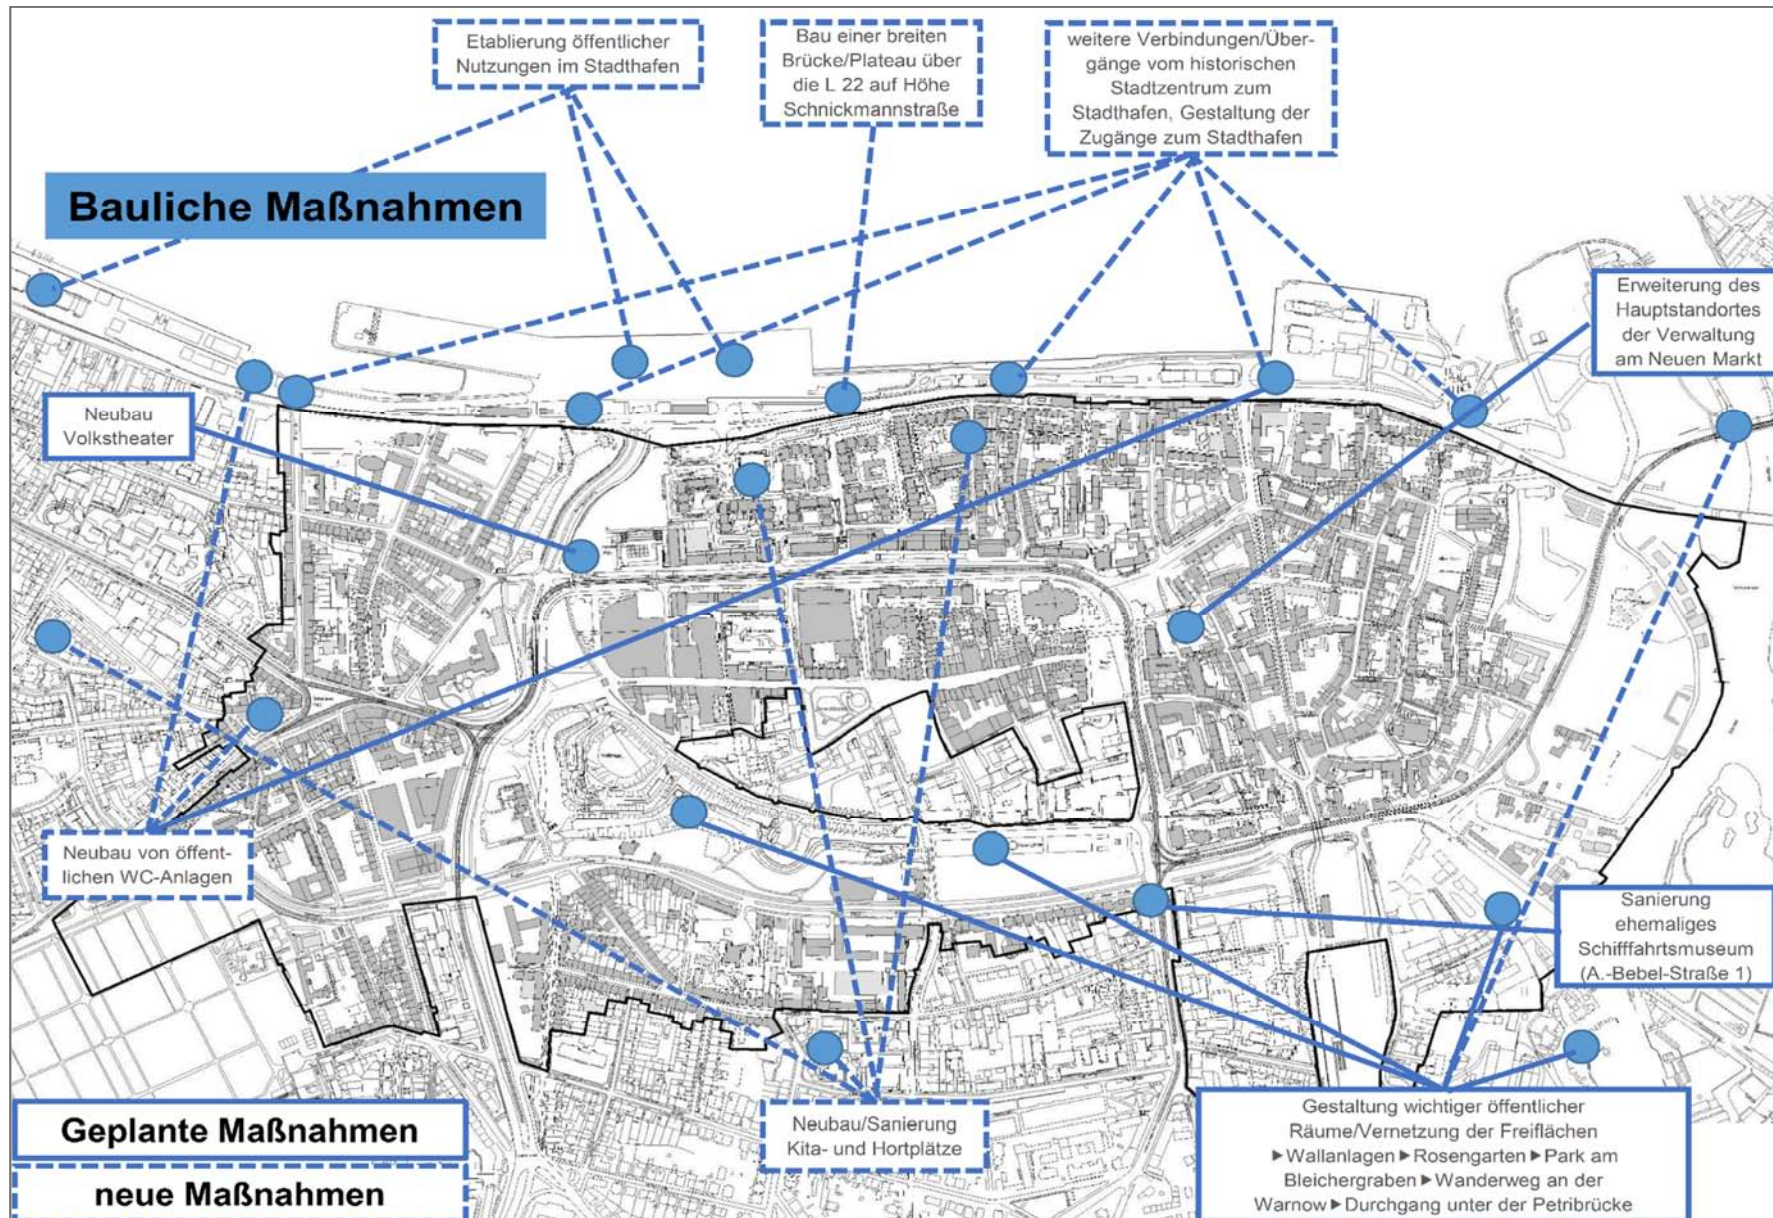 Etablierung öffentlicher
Nutzungen im Stadthafen
Bau einer breiten
Brücke/Plateau über
die L 22 auf Höhe
Schnickmannstraße
weitere Verbindungen/Über-
gänge vom historischen
Stadtzentrum zum
Stadthafen, Gestaltung der
Zugänge zum Stadthafen
Bauliche Maßnahmen
Erweiterung des
Hauptstandortes
der Verwaltung
am Neuen Markt
Neubau
Volkstheater
Neubau von öffent-
lichen WC-Anlagen
Sanierung
ehemaliges
Schifffahrtsmuseum
(A.-Bebel-Straße 1)
Neubau/Sanierung
Kita- und Hortplätze
Gestaltung wichtiger öffentlicher
Räume/Vernetzung der Freiflächen
▶Wallanlagen▶Rosengarten▶Park am
Bleichergraben▶Wanderweg an der
Warnow▶Durchgang unter der Petribrücke
Geplante Maßnahmen
neue Maßnahmen